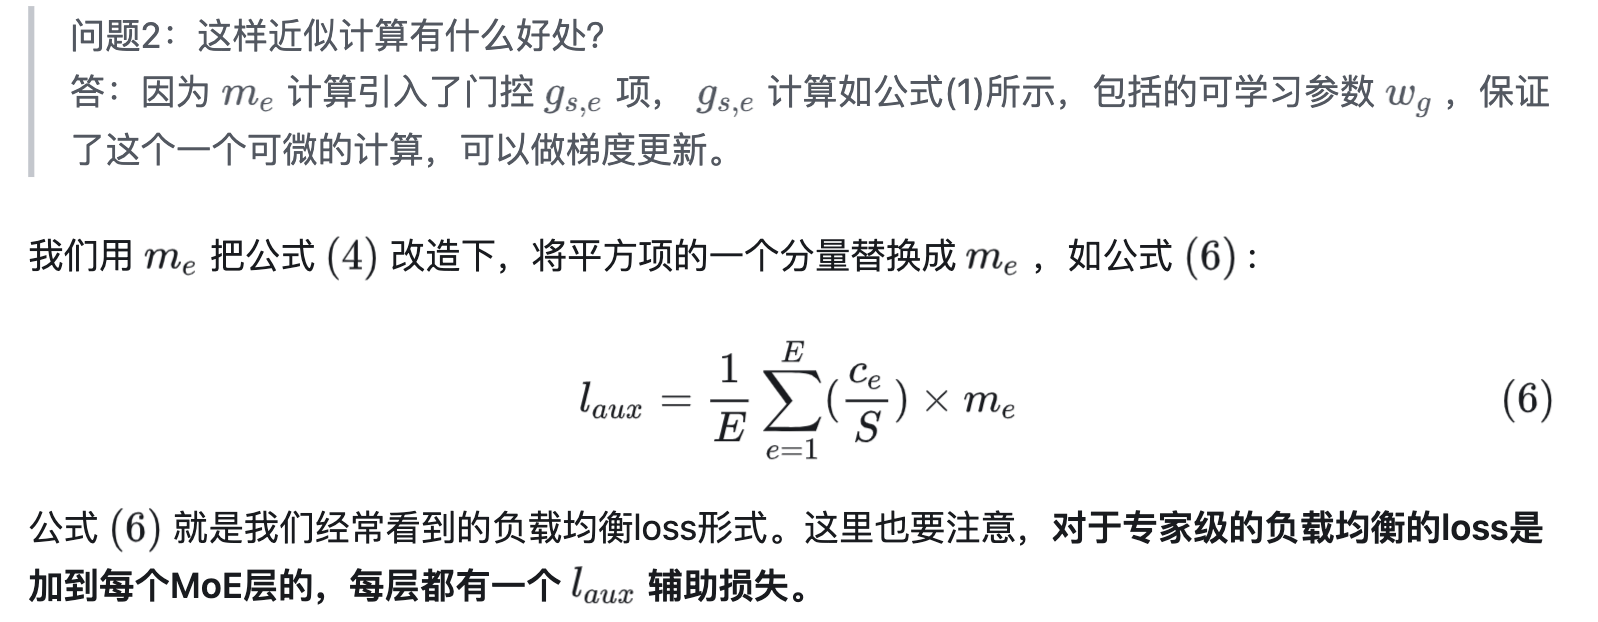 问题2：这样近似计算有什么好处?
答：因为 mₑ 计算引入了门控 g_{s,e} 项， g_{s,e} 计算如公式(1)所示，包括的可学习参数 w_g ，保证
了这个一个可微的计算，可以做梯度更新。
我们用 mₑ 把公式 (4) 改造下，将平方项的一个分量替换成 mₑ ，如公式 (6)：
l_{aux} = \frac{1}{E} \sum_{e=1}^{E} (\frac{c_e}{S}) × m_e (6)
公式 (6) 就是我们经常看到的负载均衡loss形式。这里也要注意，对于专家级的负载均衡的loss是
加到每个MoE层的，每层都有一个 l_{aux} 辅助损失。